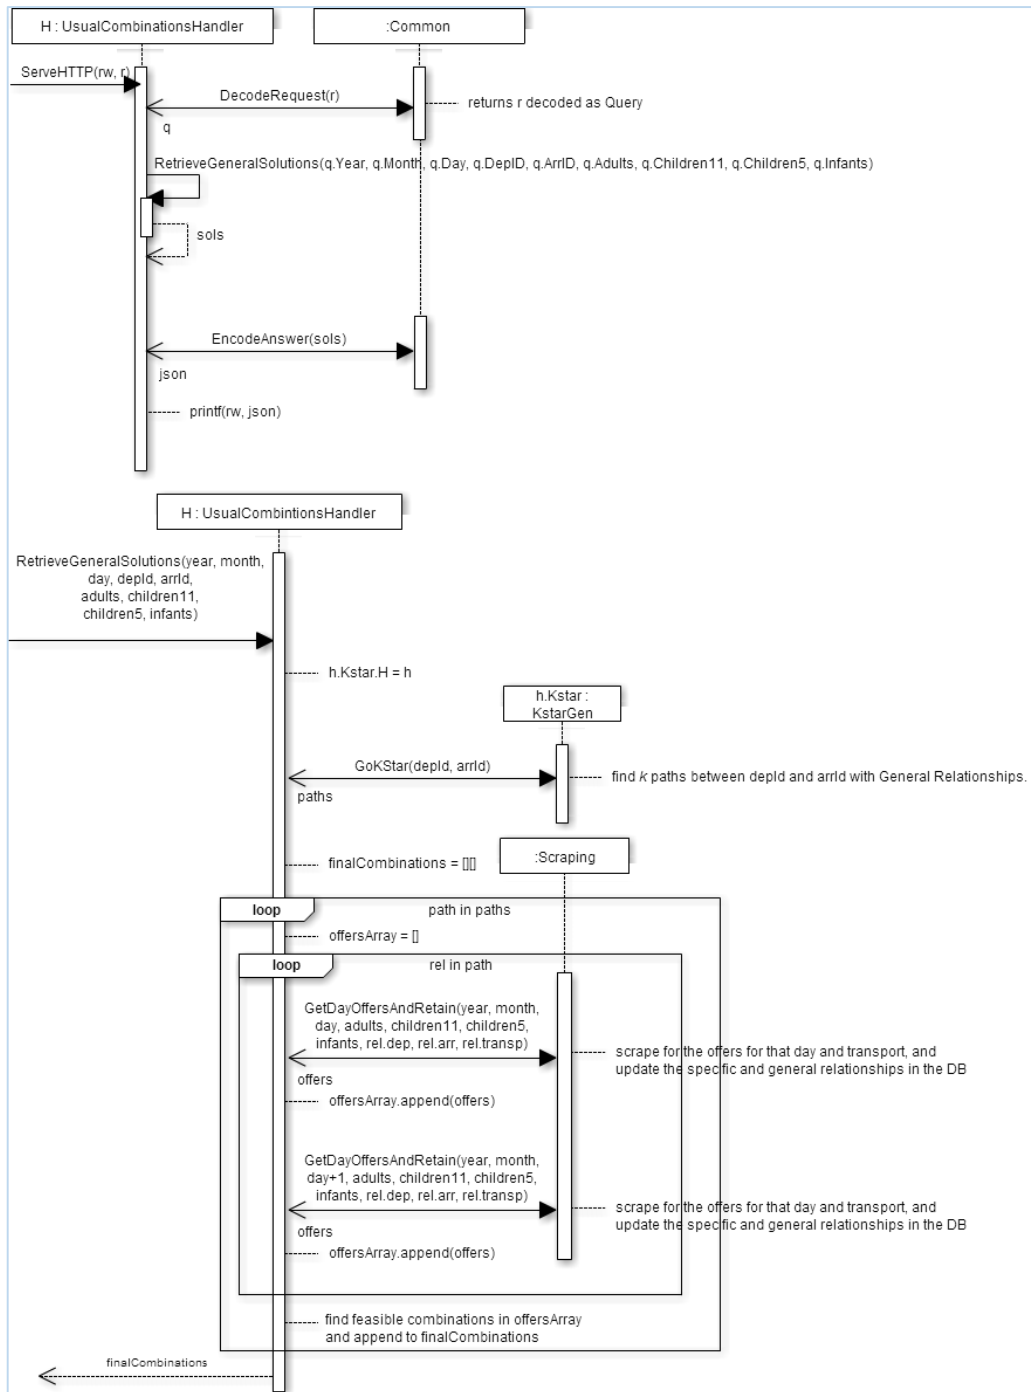 H : UsualCombinationsHandler
:Common
ServeHTTP(rw, r)
DecodeRequest(r)
returns r decoded as Query
q
RetrieveGeneralSolutions(q.Year, q.Month, q.Day, q.DepID, q.ArrID, q.Adults, q.Children11, q.Children5, q.Infants)
sols
EncodeAnswer(sols)
json
printf(rw, json)
H : UsualCombintionsHandler
RetrieveGeneralSolutions(year, month,
day, depId, arrId,
adults, children11,
children5, infants)
h.Kstar.H = h
h.Kstar :
KstarGen
GoKStar(depId, arrId)
find k paths between depId and arrId with General Relationships.
paths
:Scraping
finalCombinations = [][]
loop
path in paths
offersArray = []
loop
rel in path
GetDayOffersAndRetain(year, month,
day, adults, children11, children5,
infants, rel.dep, rel.arr, rel.transp)
scrape for the offers for that day and transport, and
update the specific and general relationships in the DB
offers
offersArray.append(offers)
GetDayOffersAndRetain(year, month,
day+1, adults, children11, children5,
infants, rel.dep, rel.arr, rel.transp)
scrape for the offers for that day and transport, and
update the specific and general relationships in the DB
offers
offersArray.append(offers)
find feasible combinations in offersArray
and append to finalCombinations
finalCombinations